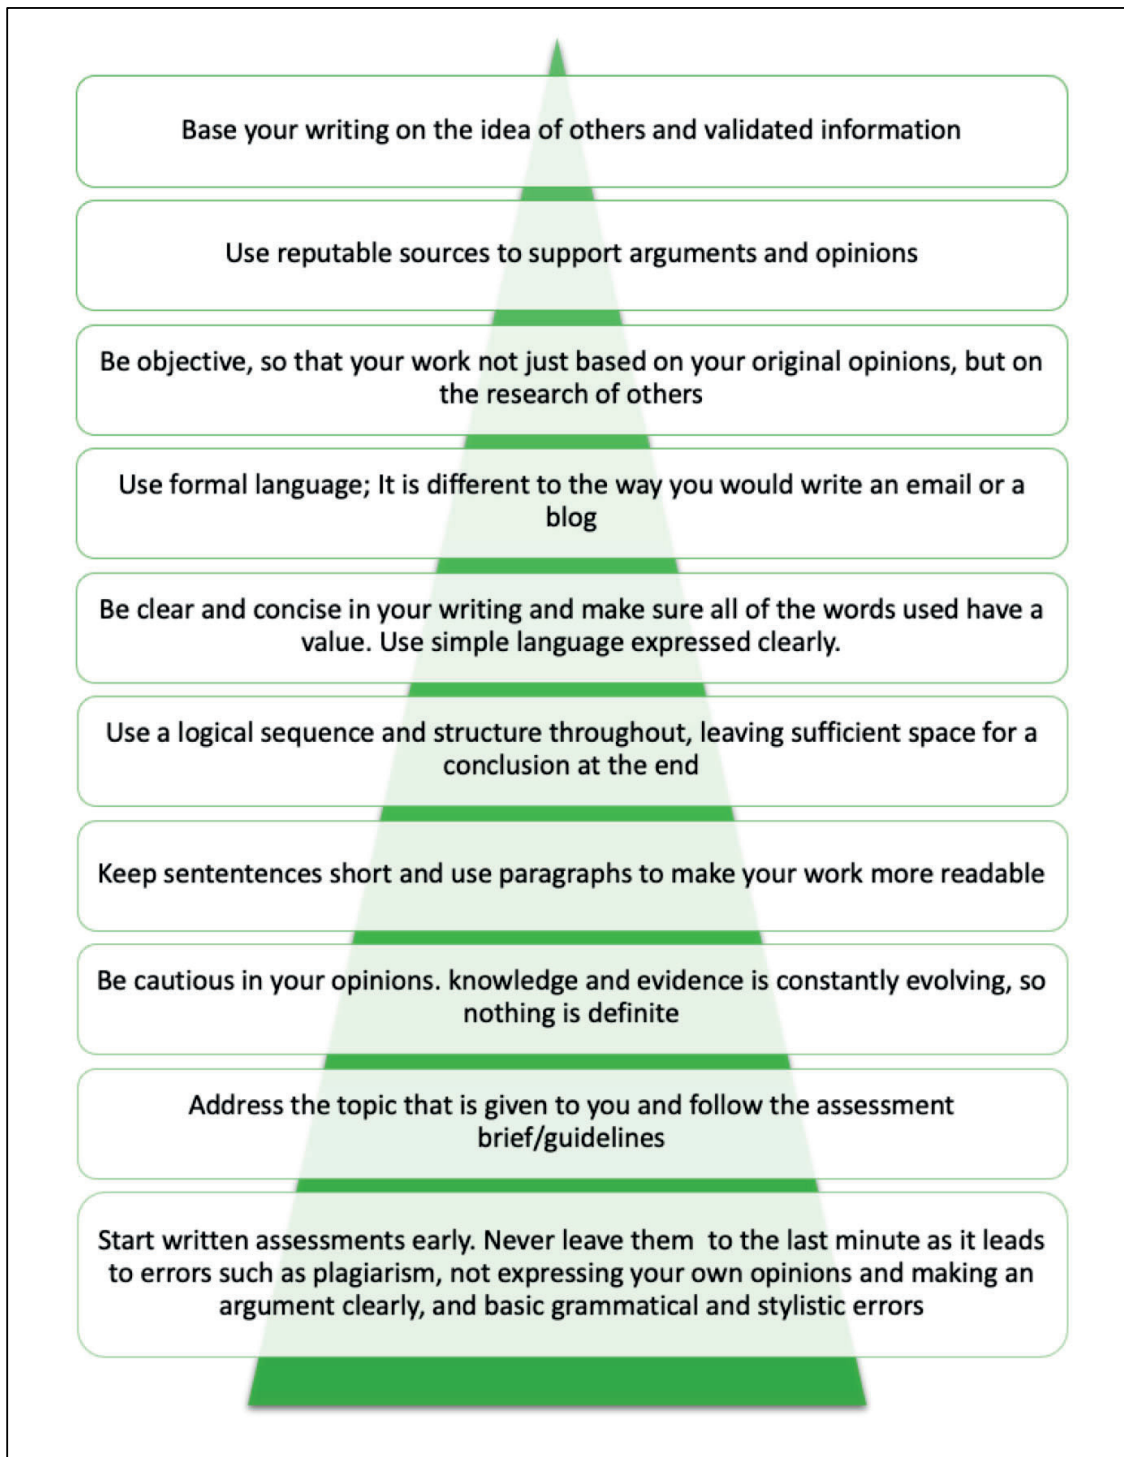 Base your writing on the idea of others and validated information
Use reputable sources to support arguments and opinions
Be objective, so that your work not just based on your original opinions, but on
the research of others
Use formal language; It is different to the way you would write an email or a
blog
Be clear and concise in your writing and make sure all of the words used have a
value. Use simple language expressed clearly.
Use a logical sequence and structure throughout, leaving sufficient space for a
conclusion at the end
Keep sententences short and use paragraphs to make your work more readable
Be cautious in your opinions. knowledge and evidence is constantly evolving, so
nothing is definite
Address the topic that is given to you and follow the assessment
brief/guidelines
Start written assessments early. Never leave them  to the last minute as it leads
to errors such as plagiarism, not expressing your own opinions and making an
argument clearly, and basic grammatical and stylistic errors